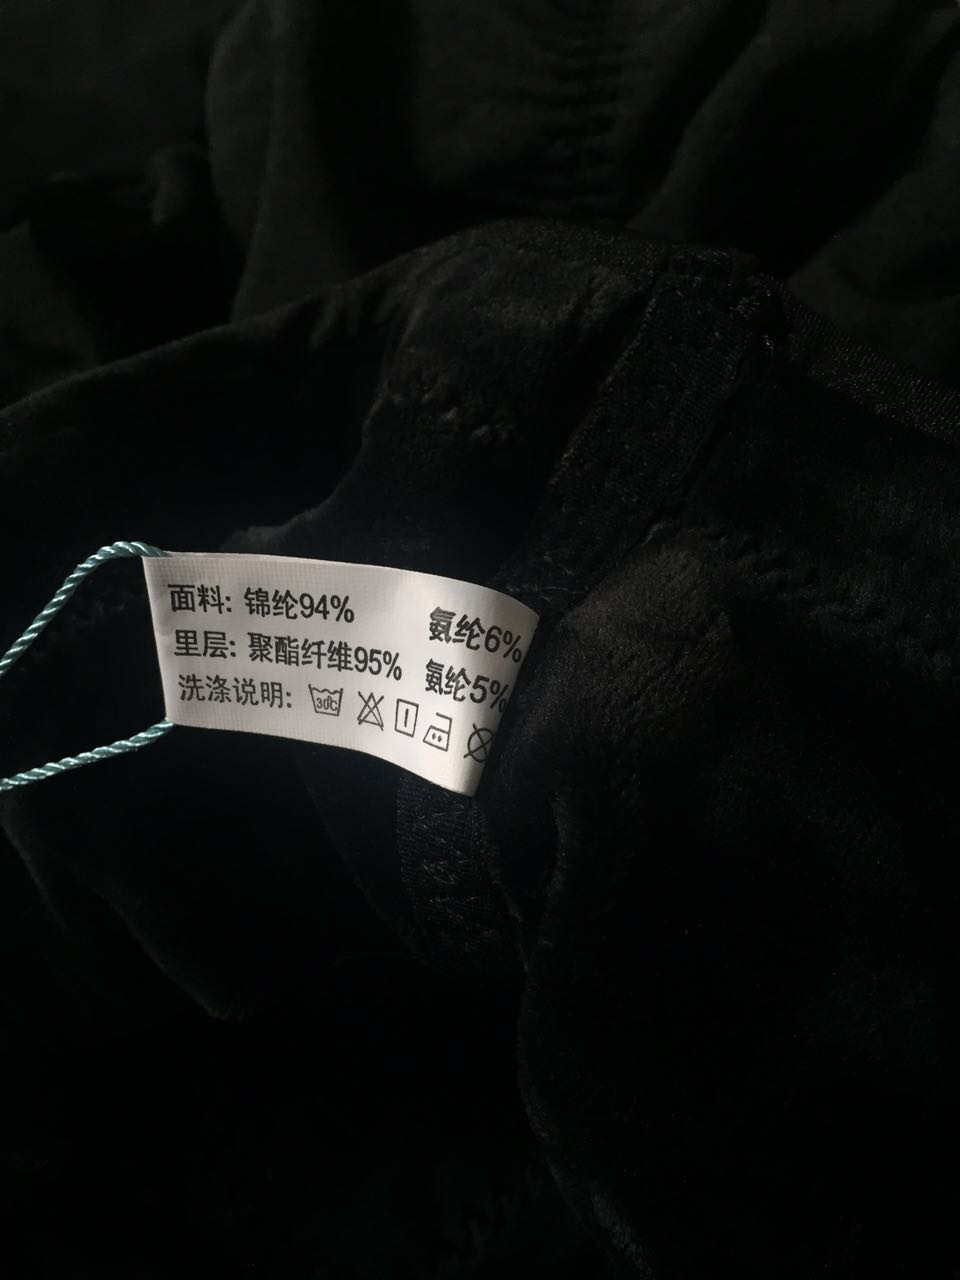 面料: 锦纶94% 氨纶6%
里层: 聚酯纤维95% 氨纶5%
洗涤说明: 30℃